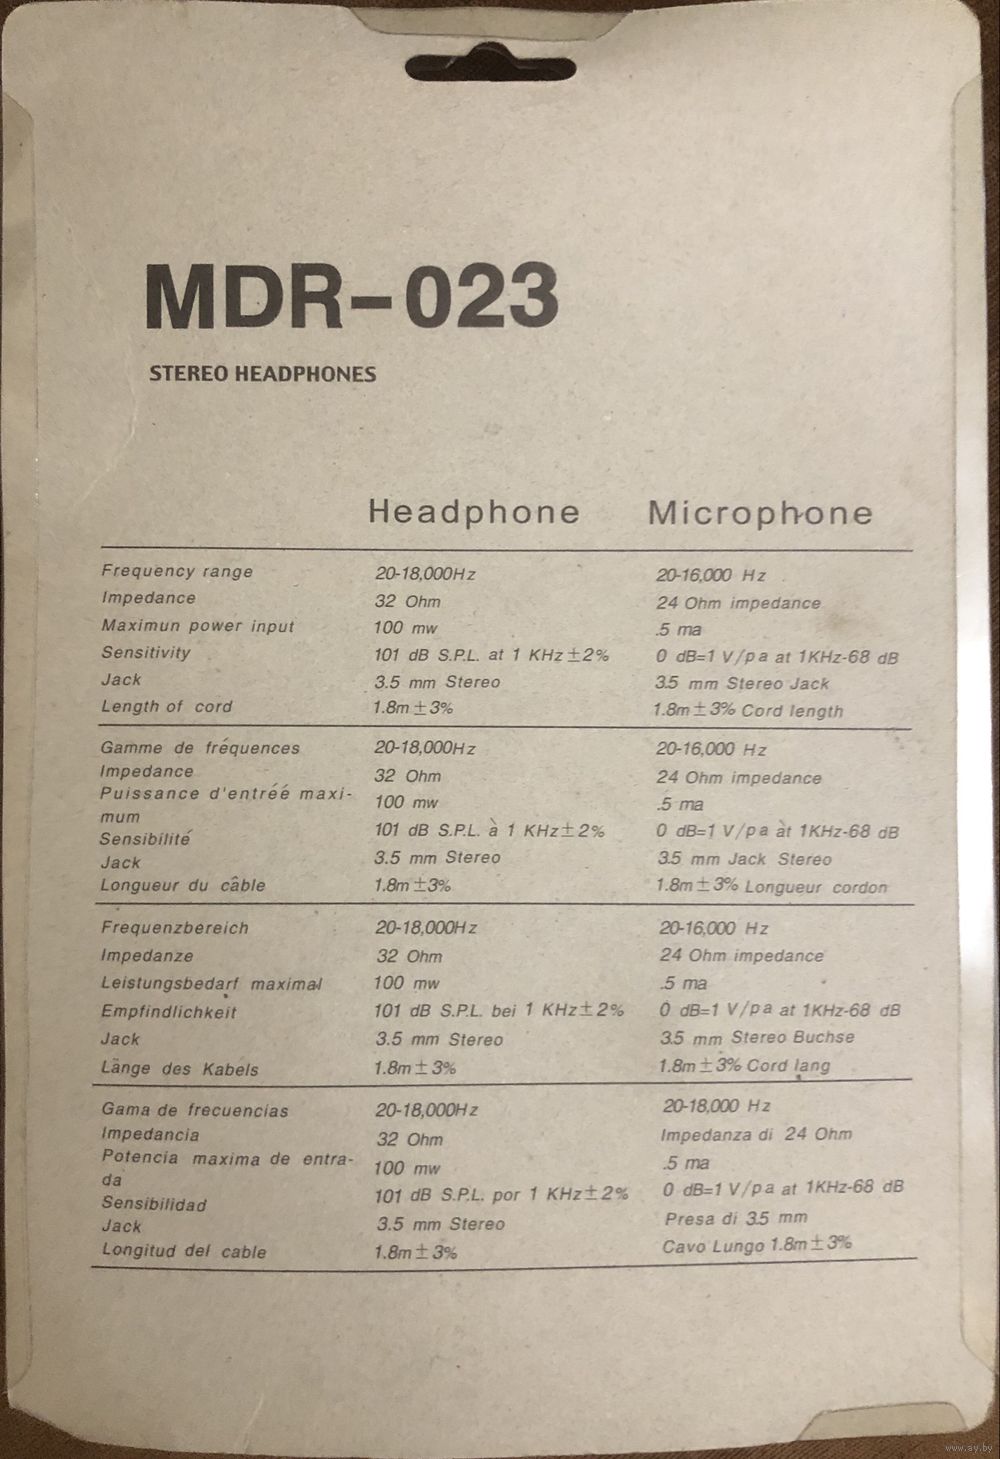 MDR-023
STEREO HEADPHONES
Headphone Microphone
Frequency range 20-18,000Hz 20-16,000 Hz
Impedance 32 Ohm 24 Ohm impedance
Maximun power input 100 mw .5 ma
Sensitivity 101 dB S.P.L. at 1 KHz±2% 0 dB=1 V/pa at 1KHz-68 dB
Jack 3.5 mm Stereo 3.5 mm Stereo Jack
Length of cord 1.8m±3% 1.8m±3% Cord length
Gamme de fréquences 20-18,000Hz 20-16,000 Hz
Impedance 32 Ohm 24 Ohm impedance
Puissance d'entréé maxi-
mum 100 mw .5 ma
Sensibilité 101 dB S.P.L. à 1 KHz±2% 0 dB=1 V/pa àt 1KHz-68 dB
Jack 3.5 mm Stereo 3.5 mm Jack Stereo
Longueur du câble 1.8m±3% 1.8m±3% Longueur cordon
Frequenzbereich 20-18,000Hz 20-16,000 Hz
Impedanze 32 Ohm 24 Ohm impedance
Leistungsbedarf maximal 100 mw .5 ma
Empfindlichkeit 101 dB S.P.L. bei 1 KHz±2% 0 dB=1 V/pa at 1KHz-68 dB
Jack 3.5 mm Stereo 3.5 mm Stereo Buchse
Länge des Kabels 1.8m±3% 1.8m±3% Cord lang
Gama de frecuencias 20-18,000Hz 20-18,000 Hz
Impedancia 32 Ohm Impedanza di 24 Ohm
Potencia maxima de entra-
da 100 mw .5 ma
Sensibilidad 101 dB S.P.L. por 1 KHz±2% 0 dB=1 V/pa at 1KHz-68 dB
Jack 3.5 mm Stereo Presa di 3.5 mm
Longitud del cable 1.8m±3% Cavo Lungo 1.8m±3%
www.ay.by